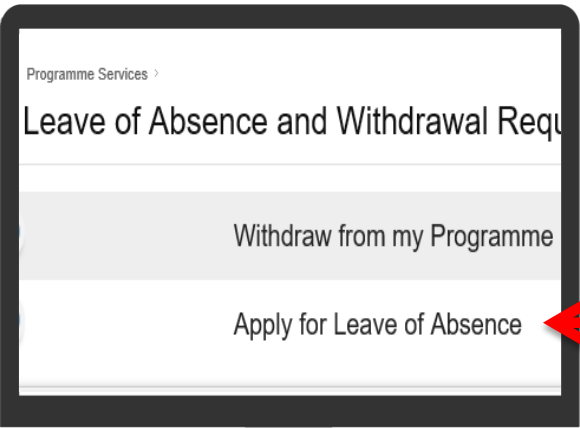 Programme Services >
Leave of Absence and Withdrawal Requ
Withdraw from my Programme
Apply for Leave of Absence